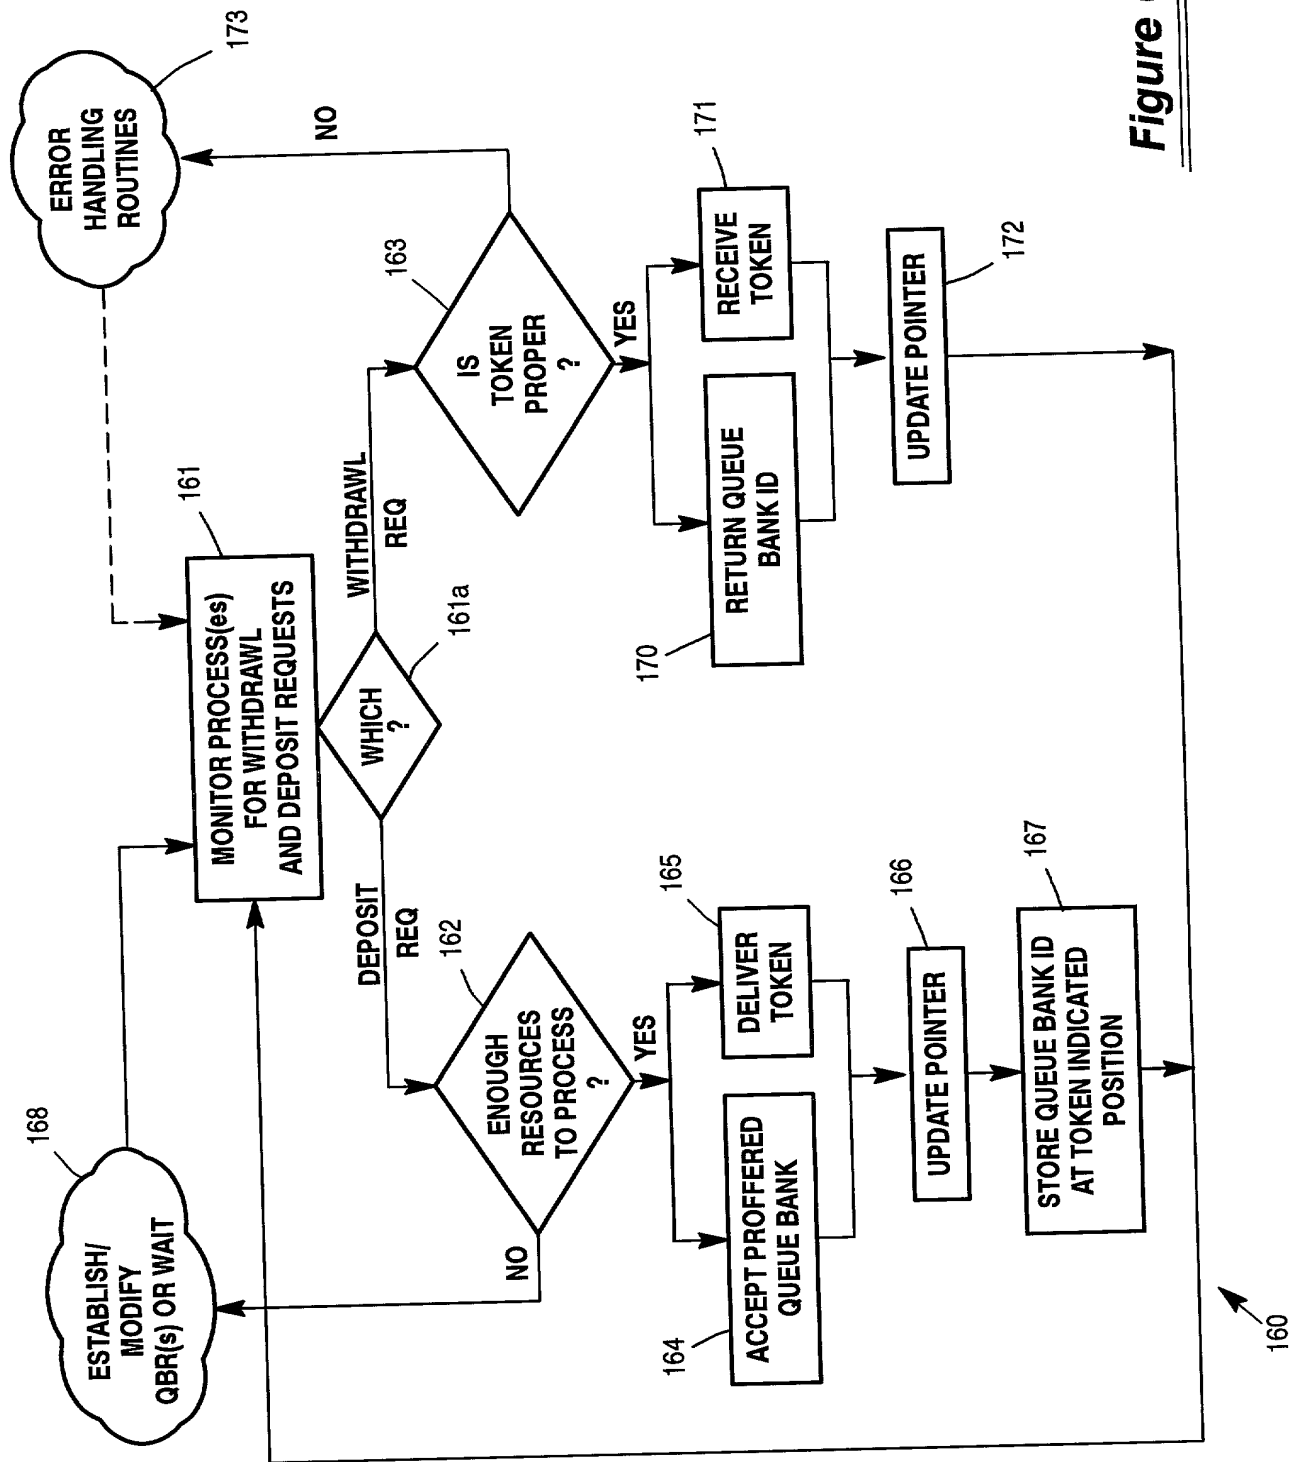 168
ESTABLISH/
MODIFY
QBR(s) OR WAIT
ERROR
HANDLING
ROUTINES
173
161
MONITOR PROCESS(es)
FOR WITHDRAWL
AND DEPOSIT REQUESTS
WHICH
?
161a
DEPOSIT
REQ
WITHDRAWL
REQ
162
ENOUGH
RESOURCES
TO PROCESS
?
NO
YES
163
IS
TOKEN
PROPER
?
NO
YES
164
ACCEPT PROFFERED
QUEUE BANK
165
DELIVER
TOKEN
166
UPDATE POINTER
167
STORE QUEUE BANK ID
AT TOKEN INDICATED
POSITION
170
RETURN QUEUE
BANK ID
171
RECEIVE
TOKEN
172
UPDATE POINTER
160
Figure